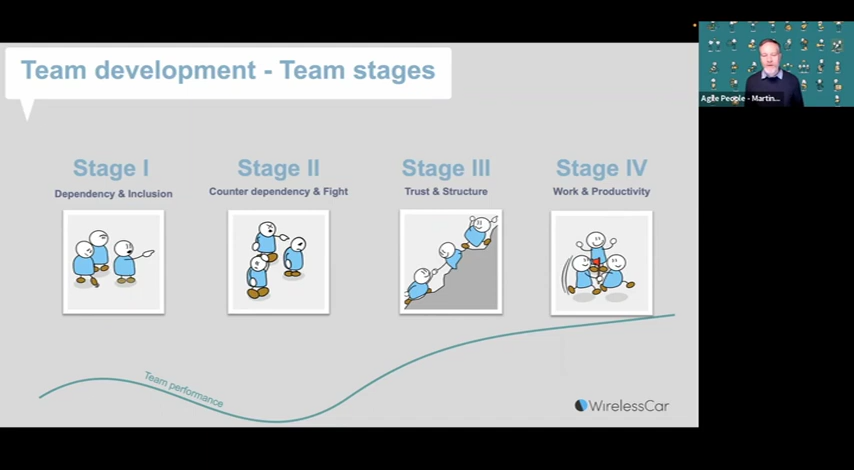 Team development - Team stages
Stage I
Dependency & Inclusion
Stage II
Counter dependency & Fight
Stage III
Trust & Structure
Stage IV
Work & Productivity
Team performance
WirelessCar
Agile People - Martin...